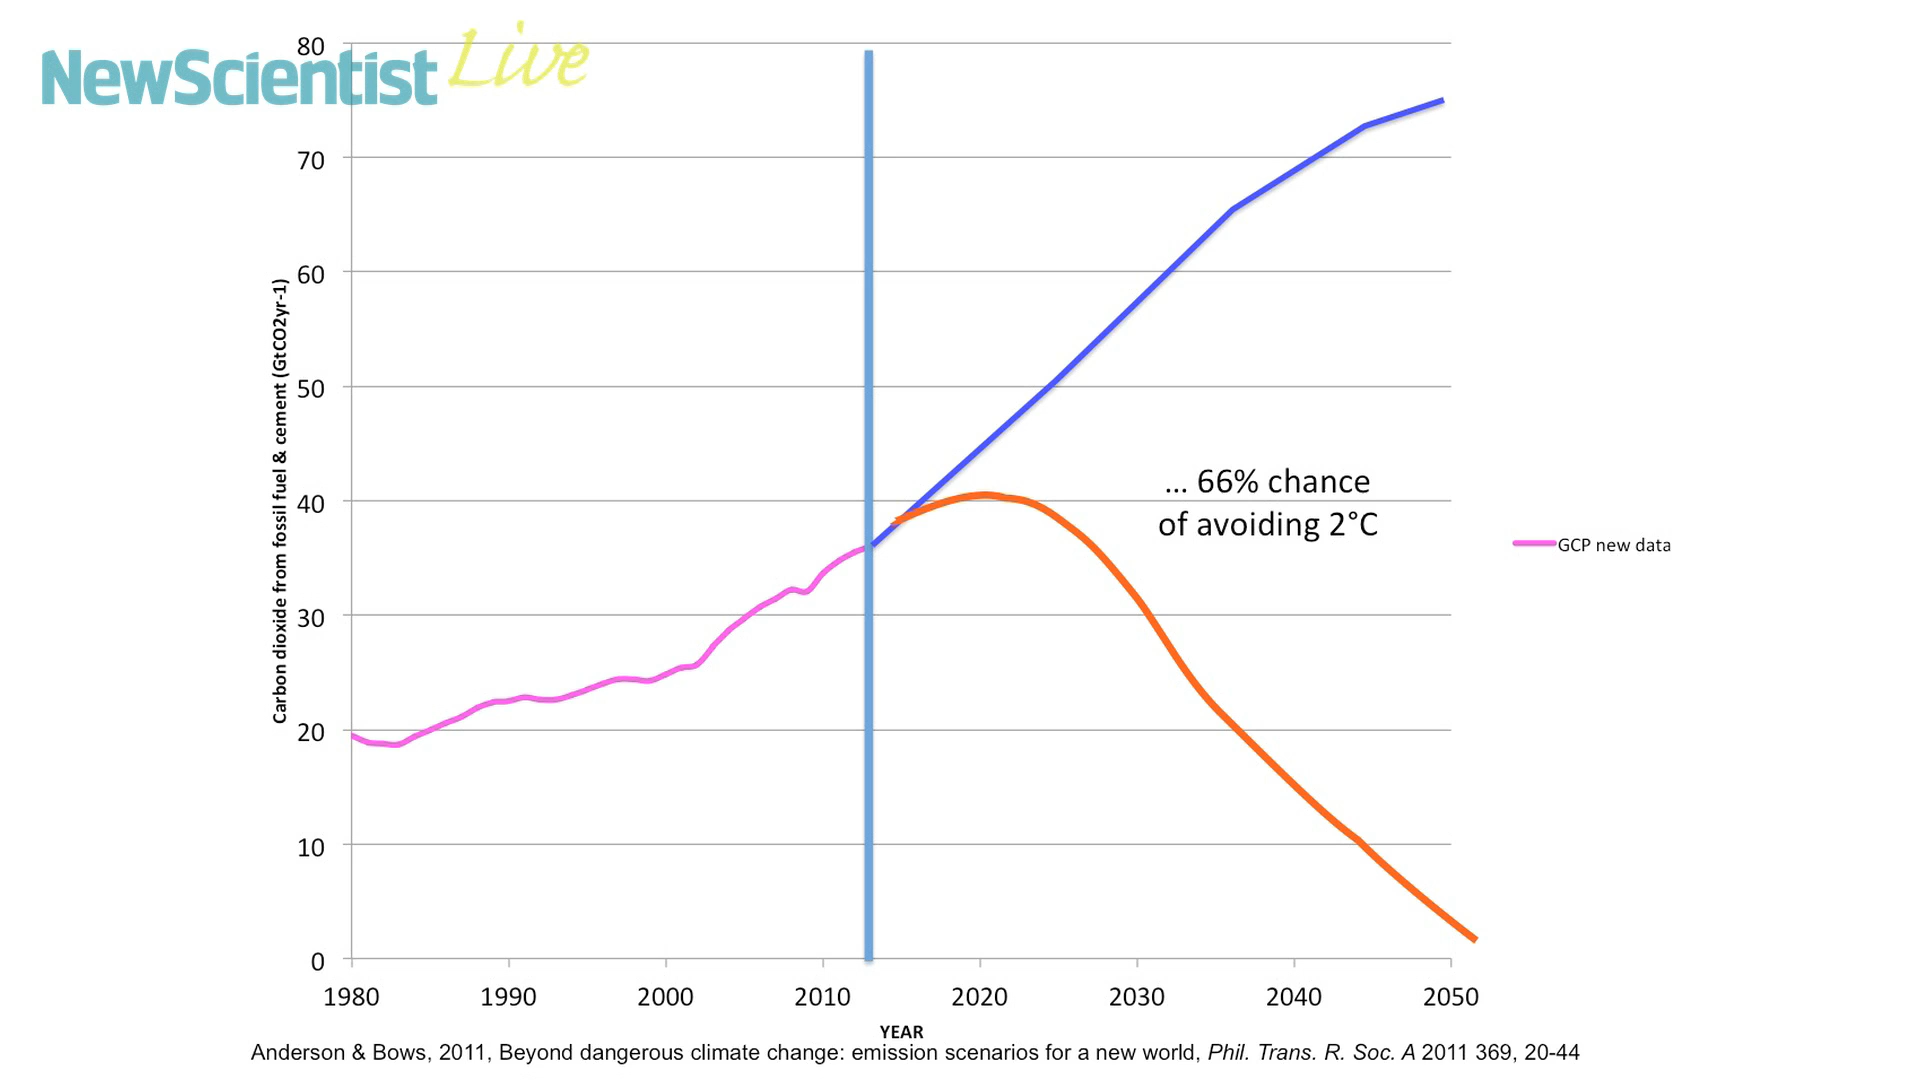 NewScientist Live
80
70
60
50
40
30
20
10
0
Carbon dioxide from fossil fuel & cement (GtCO2yr-1)
... 66% chance
of avoiding 2°C
GCP new data
1980 1990 2000 2010 2020 2030 2040 2050
YEAR
Anderson & Bows, 2011, Beyond dangerous climate change: emission scenarios for a new world, Phil. Trans. R. Soc. A 2011 369, 20-44